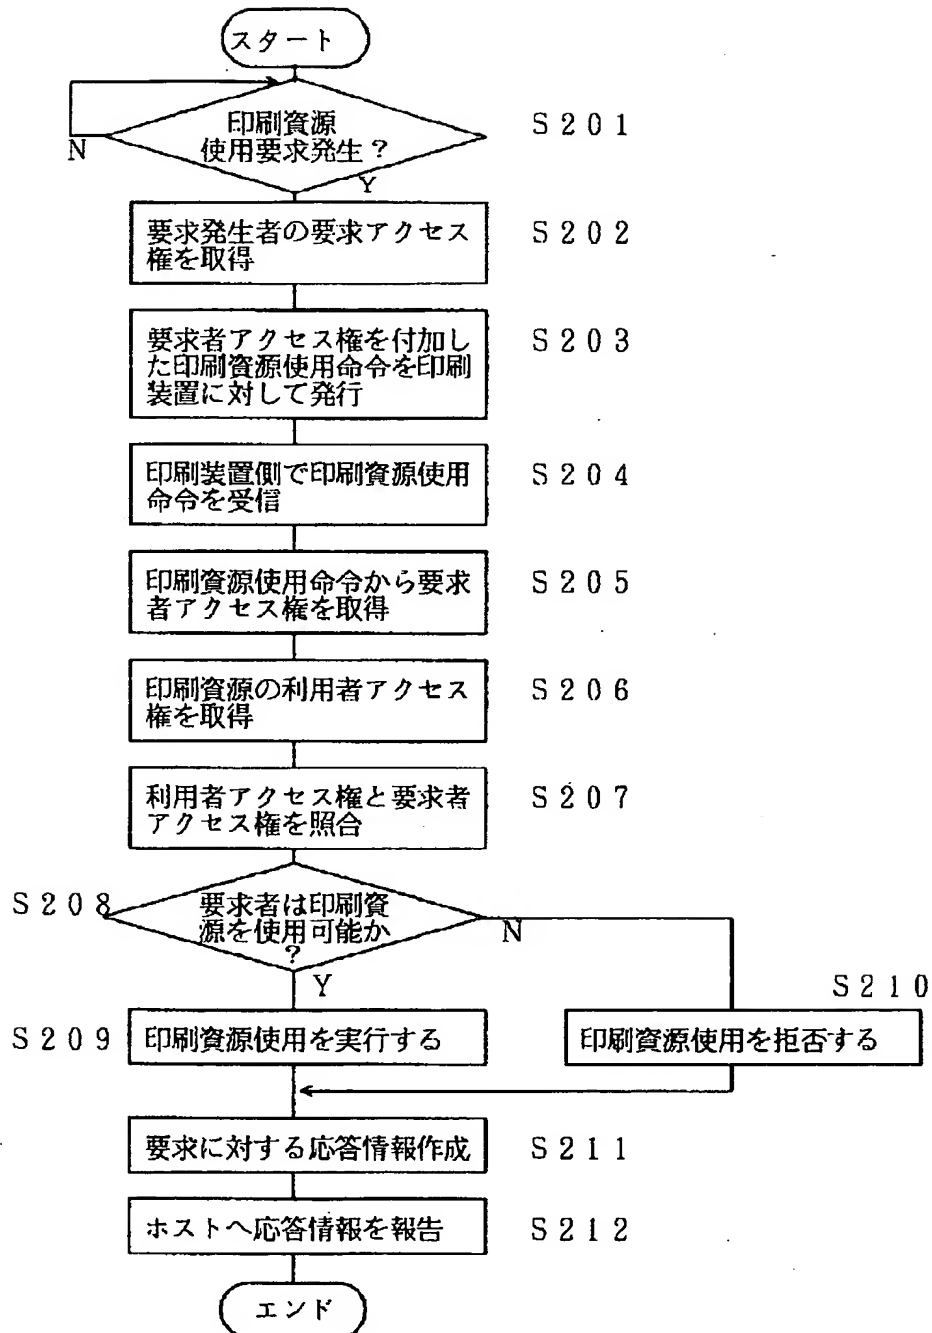 スタート
印刷資源
使用要求発生?
S201
N
Y
要求発生者の要求アクセス
権を取得
S202
要求者アクセス権を付加し
た印刷資源使用命令を印刷
装置に対して発行
S203
印刷装置側で印刷資源使用
命令を受信
S204
印刷資源使用命令から要求
者アクセス権を取得
S205
印刷資源の利用者アクセス
権を取得
S206
利用者アクセス権と要求者
アクセス権を照合
S207
S208
要求者は印刷資
源を使用可能か
?
N
Y
S210
S209
印刷資源使用を実行する
印刷資源使用を拒否する
要求に対する応答情報作成
S211
ホストへ応答情報を報告
S212
エンド